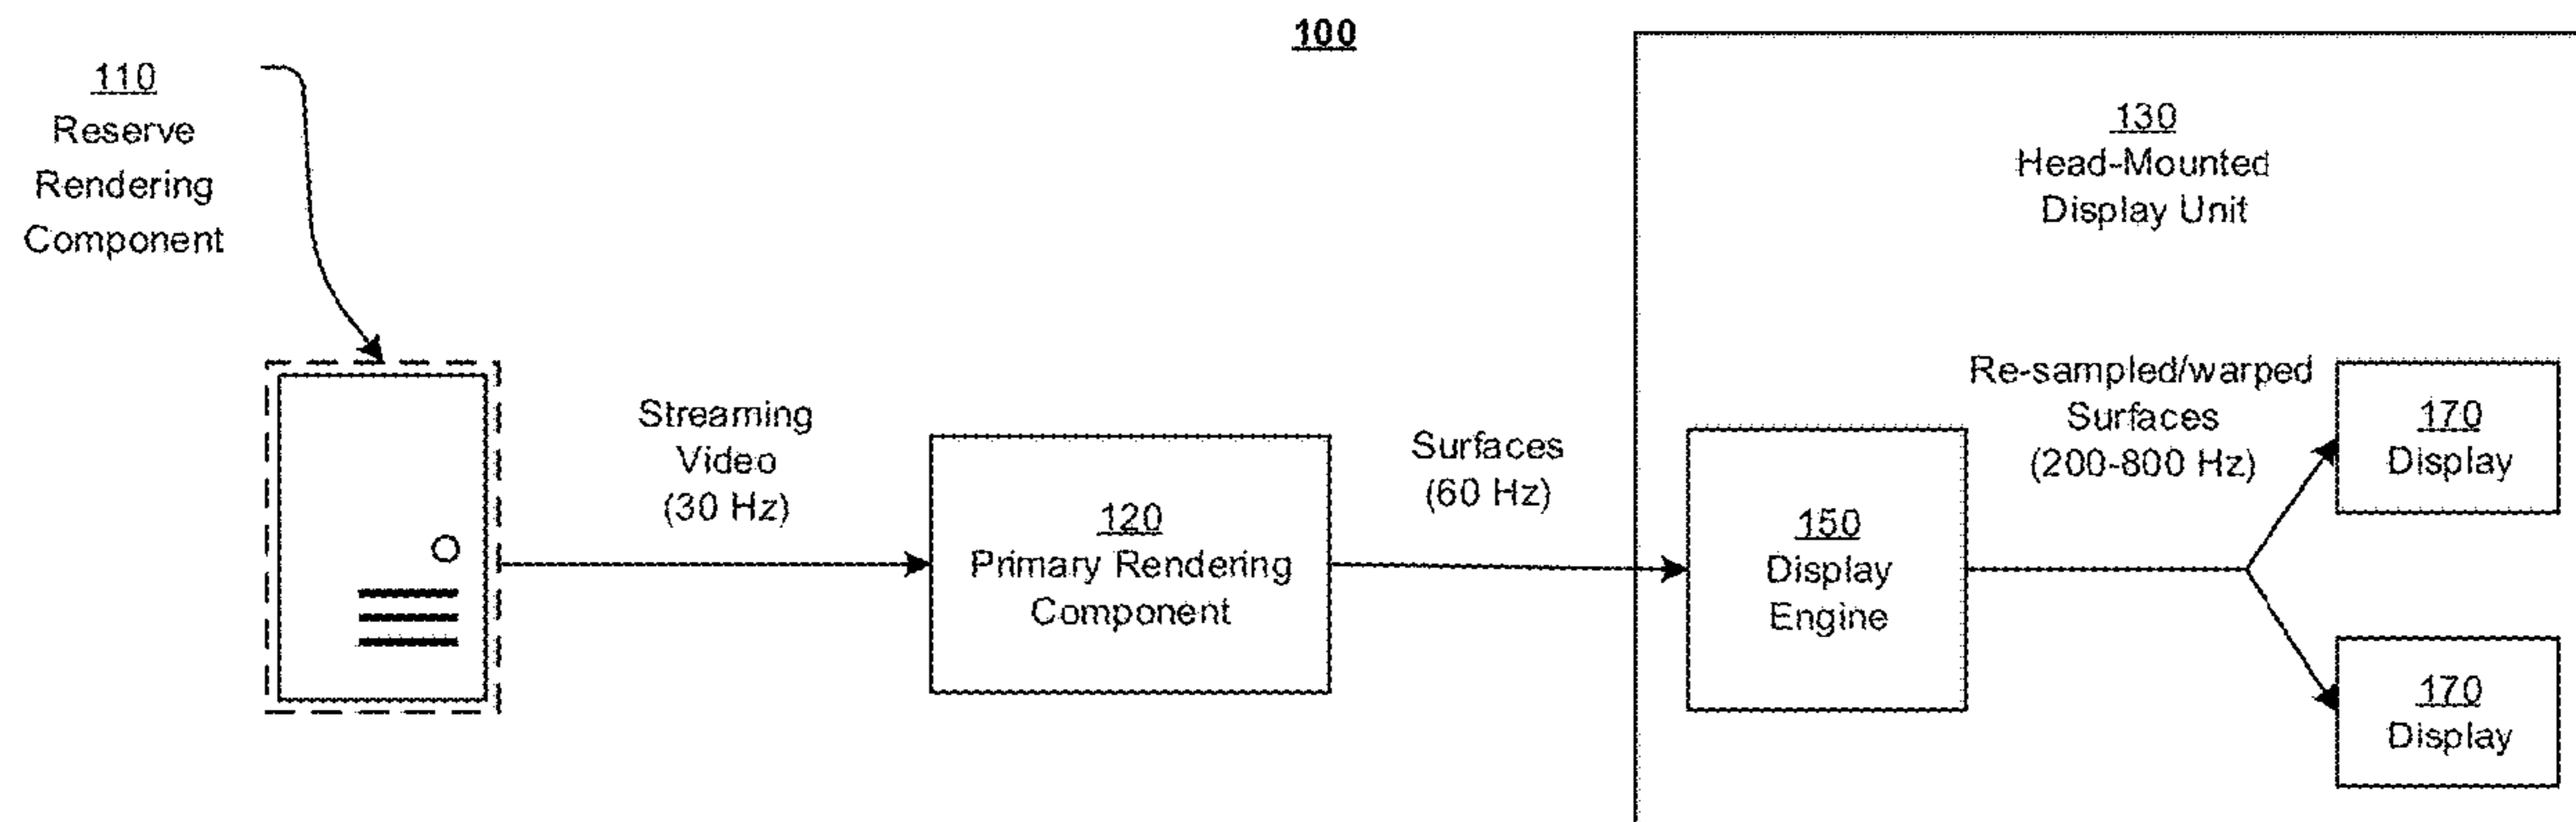 100
110
Reserve
Rendering
Component
Streaming
Video
(30 Hz)
120
Primary Rendering
Component
Surfaces
(60 Hz)
130
Head-Mounted
Display Unit
150
Display
Engine
Re-sampled/warped
Surfaces
(200-800 Hz)
170
Display
170
Display